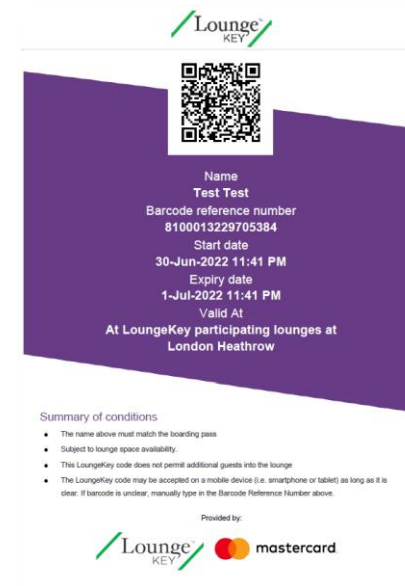 Lounge
KEY
Name
Test Test
Barcode reference number
8100013229705384
Start date
30-Jun-2022 11:41 PM
Expiry date
1-Jul-2022 11:41 PM
Valid At
At LoungeKey participating lounges at
London Heathrow
Summary of conditions
• The name above must match the boarding pass
• Subject to lounge space availability.
• This LoungeKey code does not permit additional guests into the lounge
• The LoungeKey code may be accepted on a mobile device (i.e. smartphone or tablet) as long as it is
clear. If barcode is unclear, manually type in the Barcode Reference Number above.
Provided by:
Lounge
KEY
mastercard